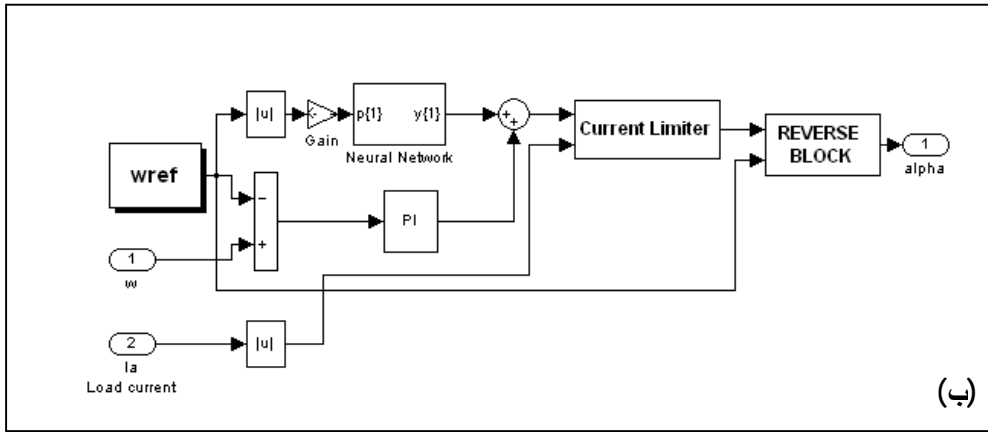 |u|
Gain
p{1} y{1}
Neural Network
+
+
Current Limiter
REVERSE
BLOCK
1
alpha
wref
−
+
PI
1
w
2
Ia
Load current
|u|
(ب)